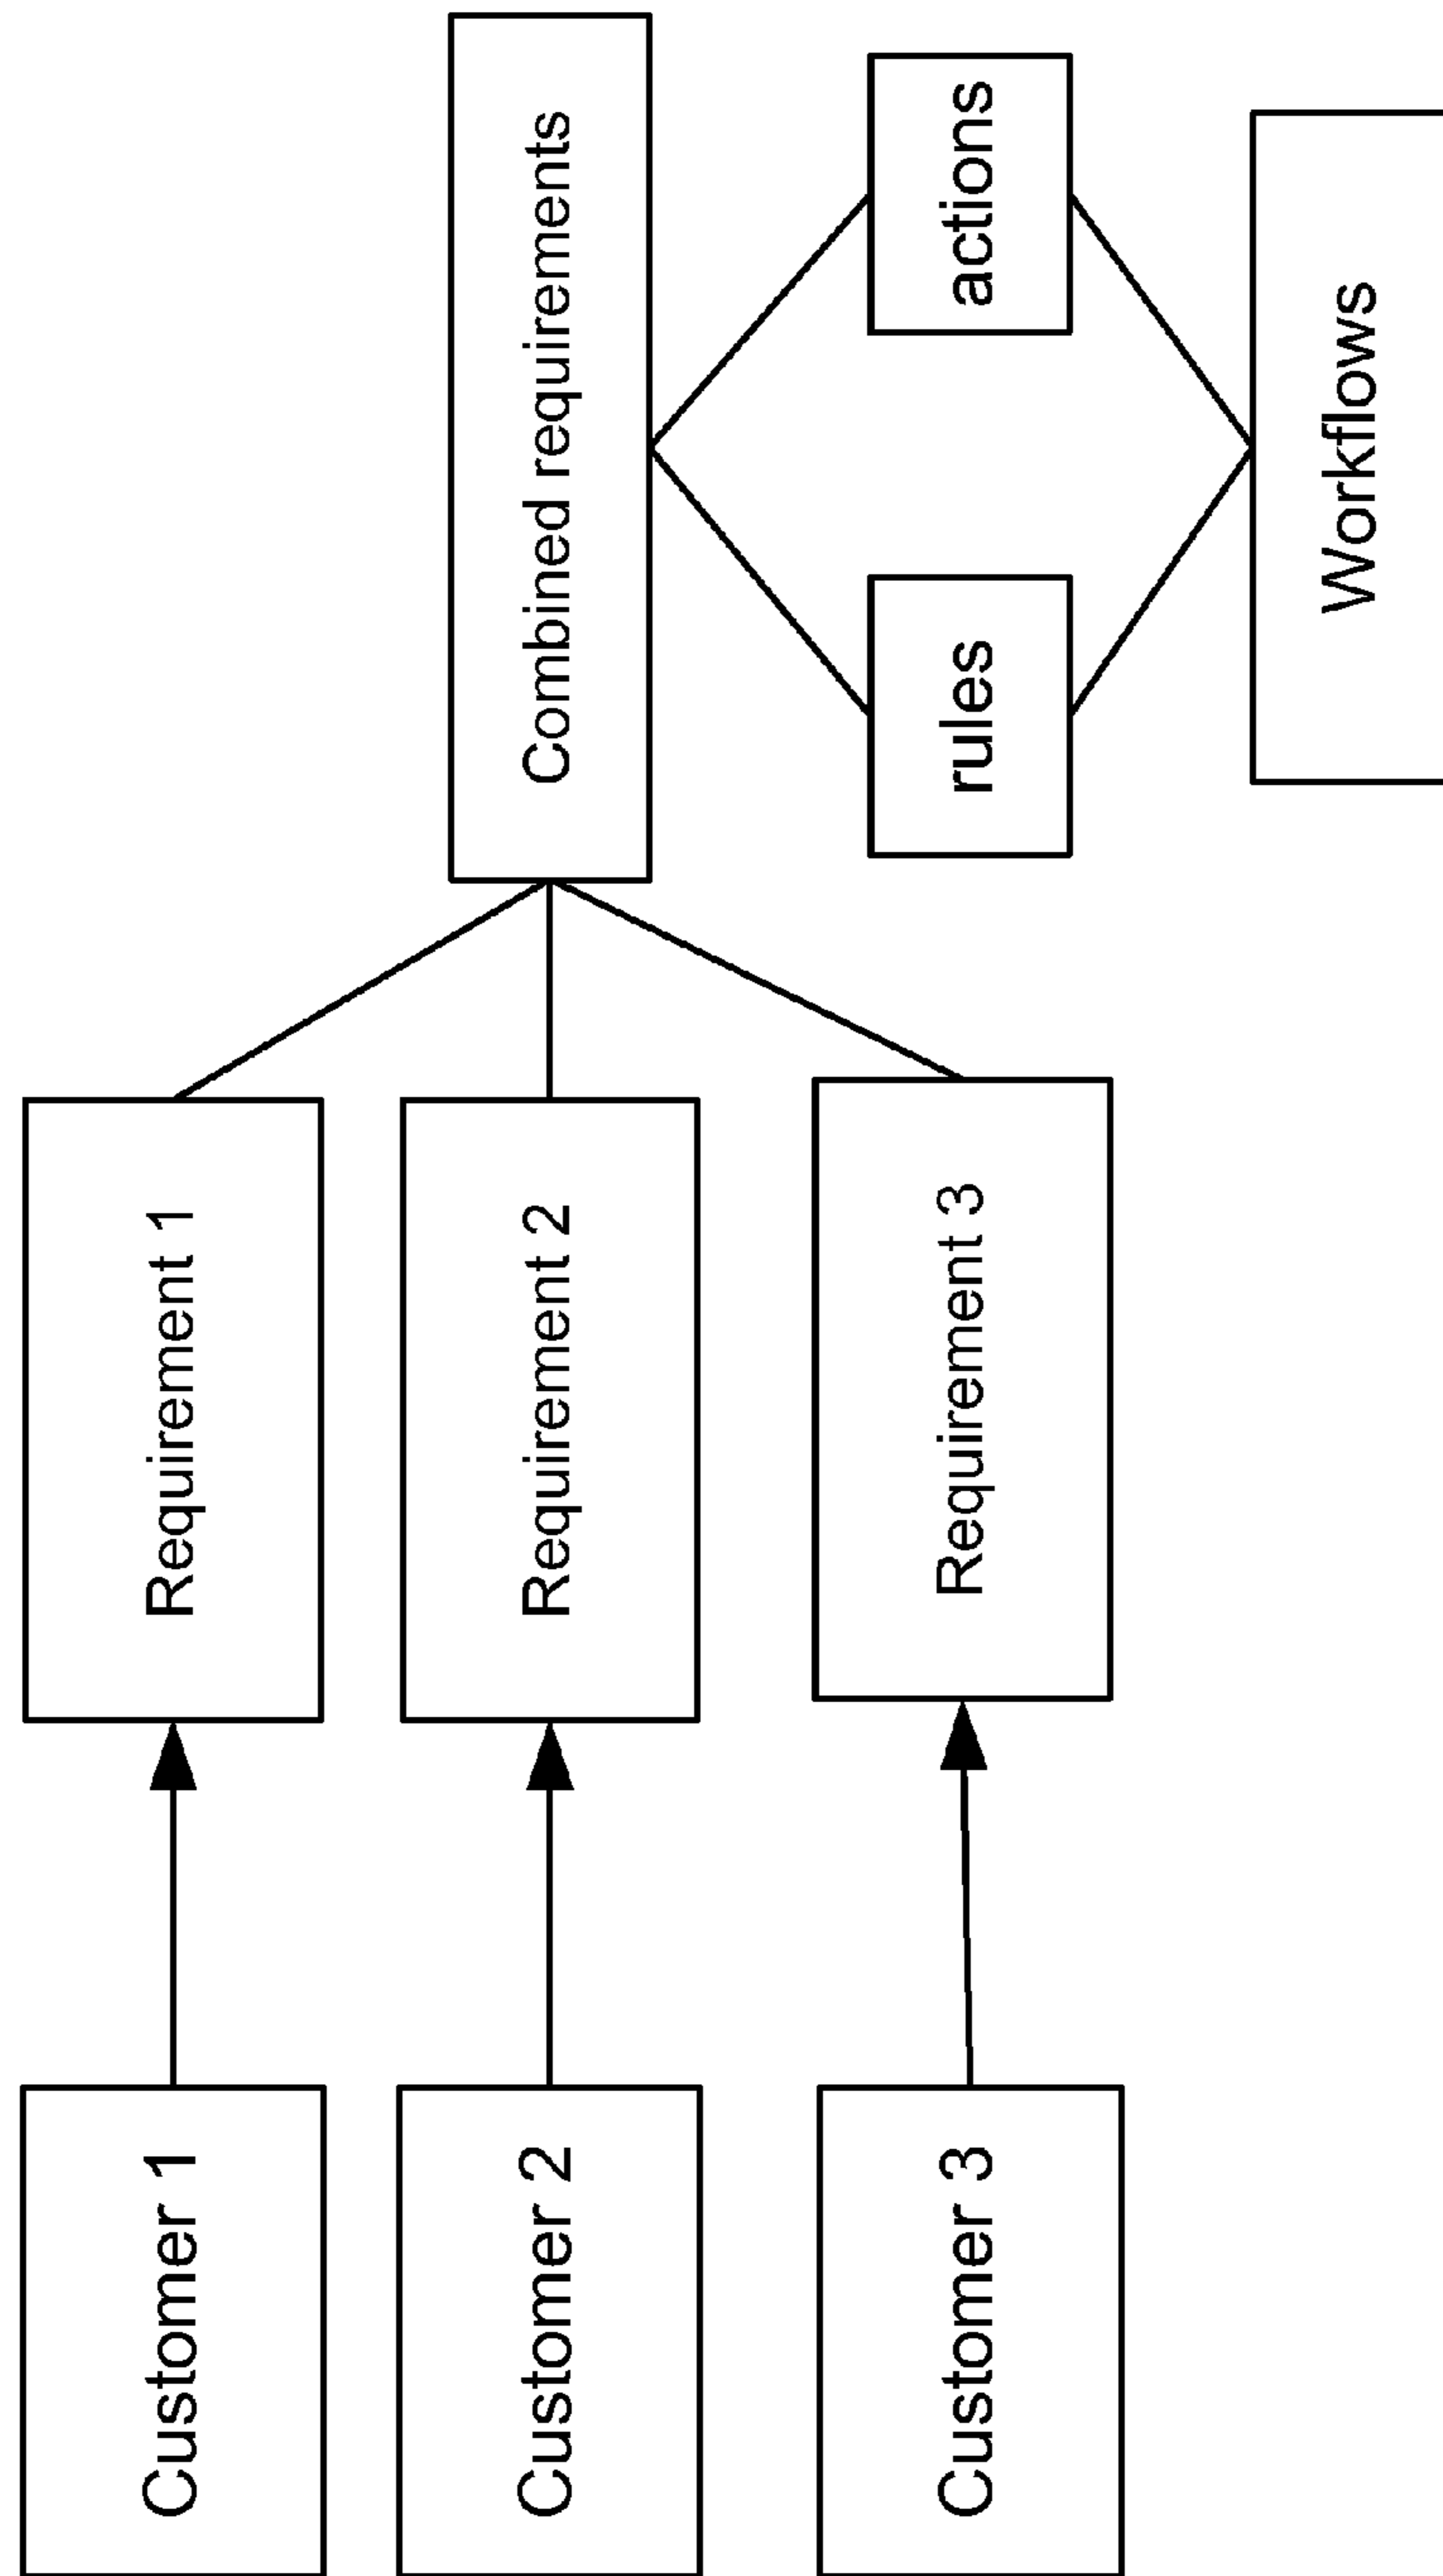 Customer 1
Requirement 1
Customer 2
Requirement 2
Combined requirements
Customer 3
Requirement 3
rules
actions
Workflows